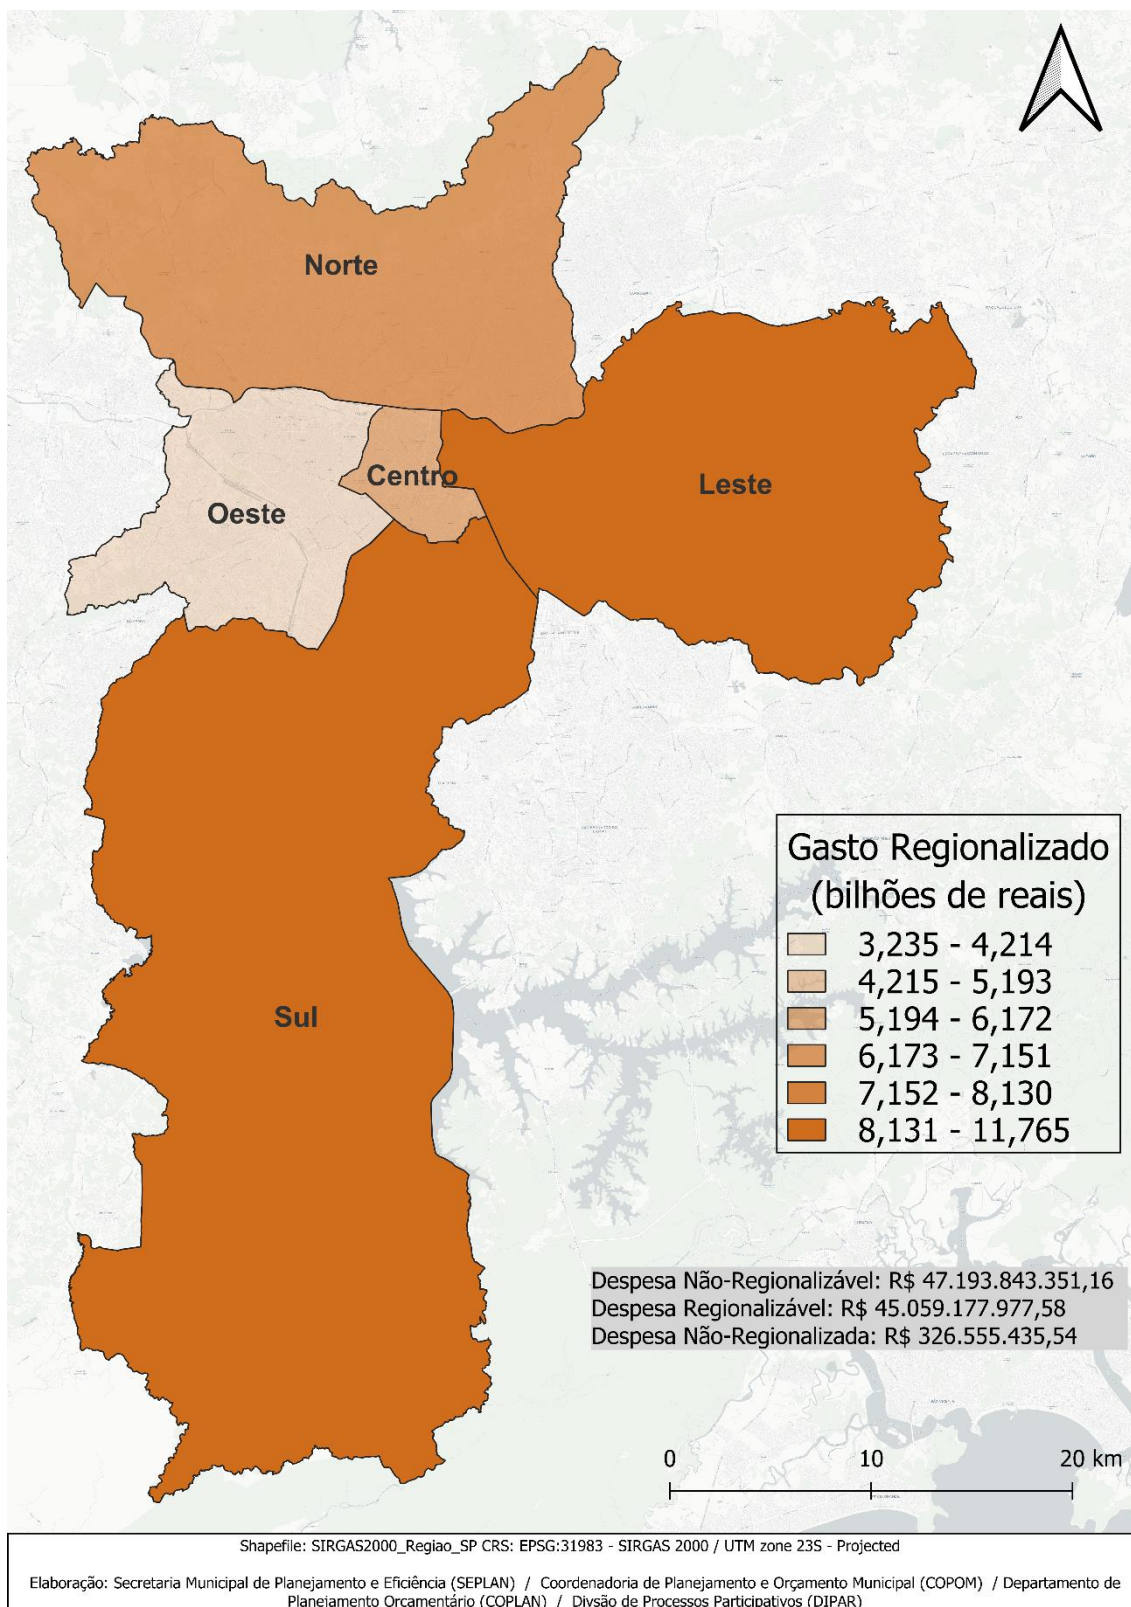 Norte
Leste
Centro
Oeste
Sul
Gasto Regionalizado
(bilhões de reais)
3,235 - 4,214
4,215 - 5,193
5,194 - 6,172
6,173 - 7,151
7,152 - 8,130
8,131 - 11,765
Despesa Não-Regionalizável: R$ 47.193.843.351,16
Despesa Regionalizável: R$ 45.059.177.977,58
Despesa Não-Regionalizada: R$ 326.555.435,54
0 10 20 km
Shapefile: SIRGAS2000_Regiao_SP CRS: EPSG:31983 - SIRGAS 2000 / UTM zone 23S - Projected
Elaboração: Secretaria Municipal de Planejamento e Eficiência (SEPLAN) / Coordenadoria de Planejamento e Orçamento Municipal (COPOM) / Departamento de
Planejamento Orçamentário (COPLAN) / Divsão de Processos Participativos (DIPAR)